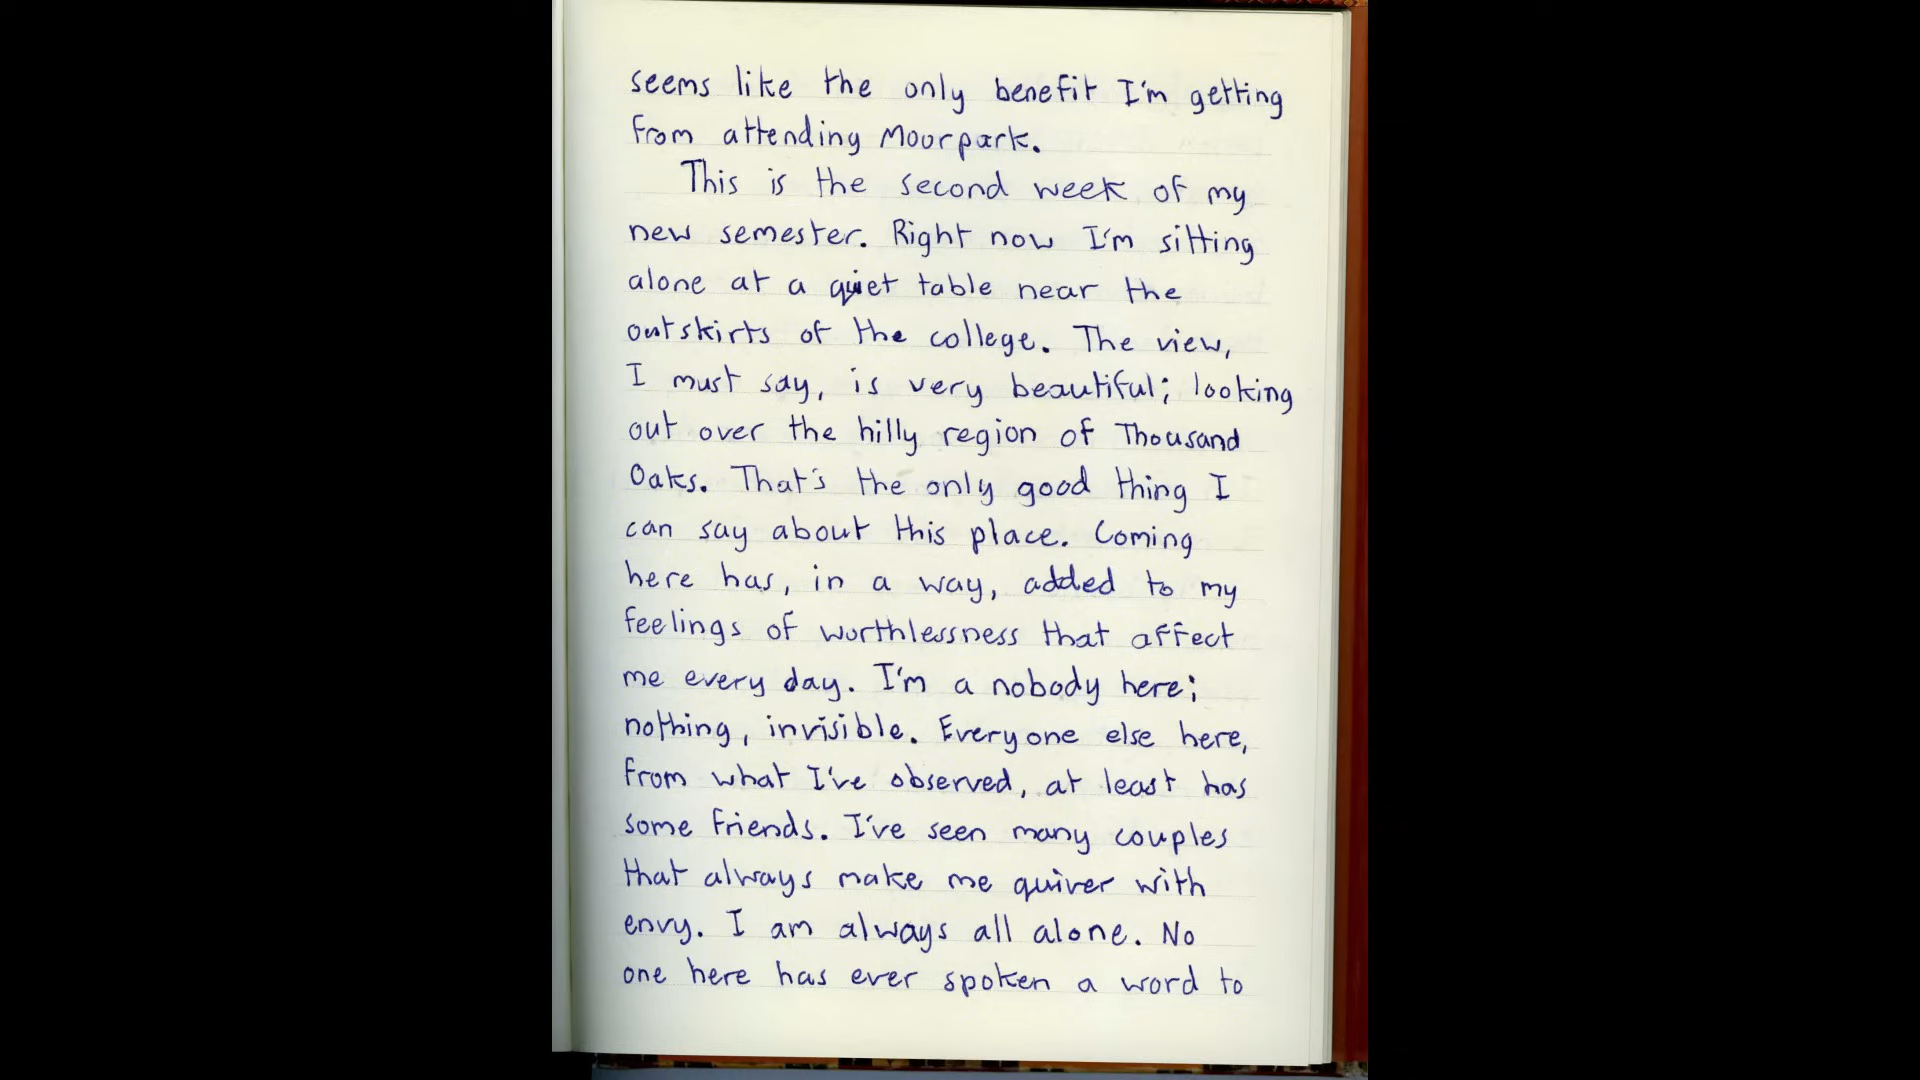 seems like the only benefit I'm getting
from attending Moorpark.
This is the second week of my
new semester. Right now I'm sitting
alone at a quiet table near the
outskirts of the college. The view,
I must say, is very beautiful; looking
out over the hilly region of Thousand
Oaks. That's the only good thing I
can say about this place. Coming
here has, in a way, added to my
feelings of worthlessness that affect
me every day. I'm a nobody here;
nothing, invisible. Everyone else here,
from what I've observed, at least has
some friends. I've seen many couples
that always make me quiver with
envy. I am always all alone. No
one here has ever spoken a word to